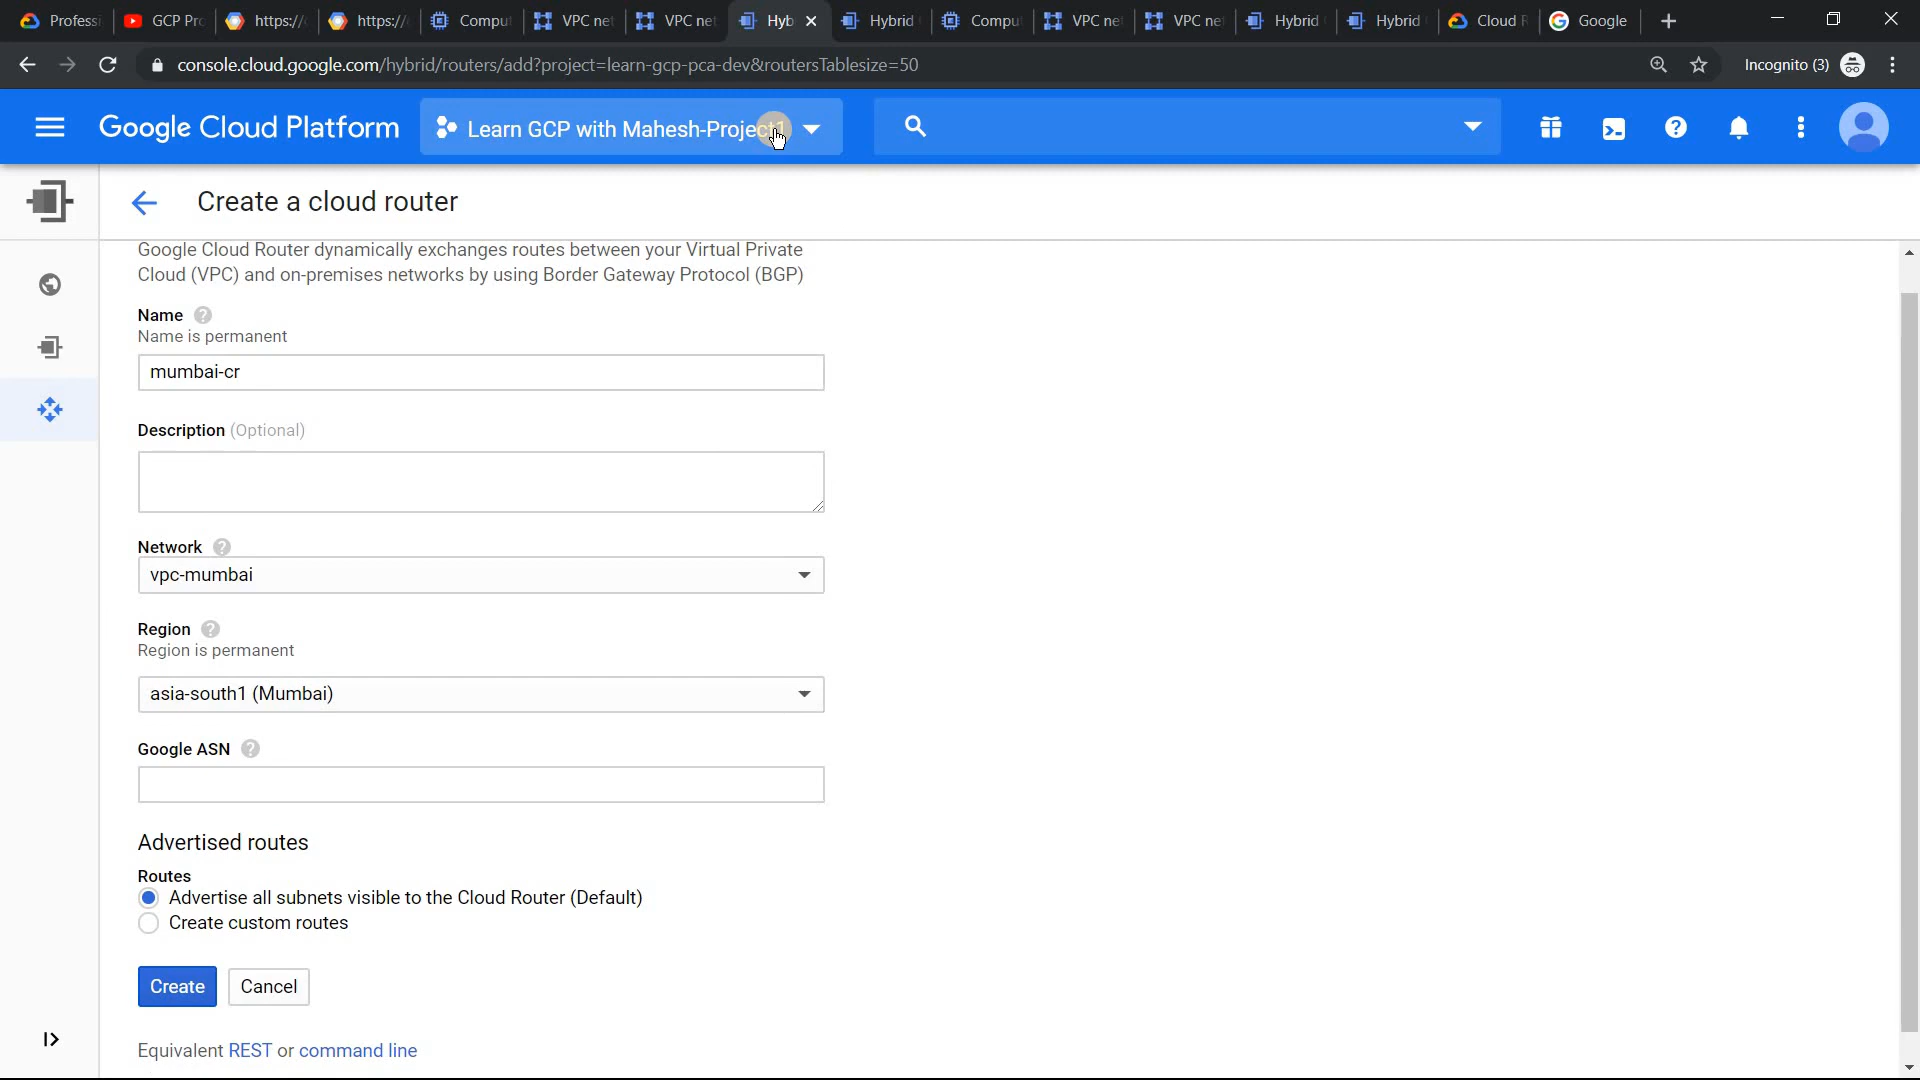 Profess
GCP Pro
https://
https://
Compu
VPC net
VPC net
Hyb
Hybrid
Compu
VPC net
VPC net
Hybrid
Hybrid
Cloud R
Google
console.cloud.google.com/hybrid/routers/add?project=learn-gcp-pca-dev&routersTablesize=50
Incognito (3)
Google Cloud Platform
Learn GCP with Mahesh-Project1
Create a cloud router
Google Cloud Router dynamically exchanges routes between your Virtual Private
Cloud (VPC) and on-premises networks by using Border Gateway Protocol (BGP)
Name
Name is permanent
mumbai-cr
Description (Optional)
Network
vpc-mumbai
Region
Region is permanent
asia-south1 (Mumbai)
Google ASN
Advertised routes
Routes
Advertise all subnets visible to the Cloud Router (Default)
Create custom routes
Create
Cancel
Equivalent REST or command line